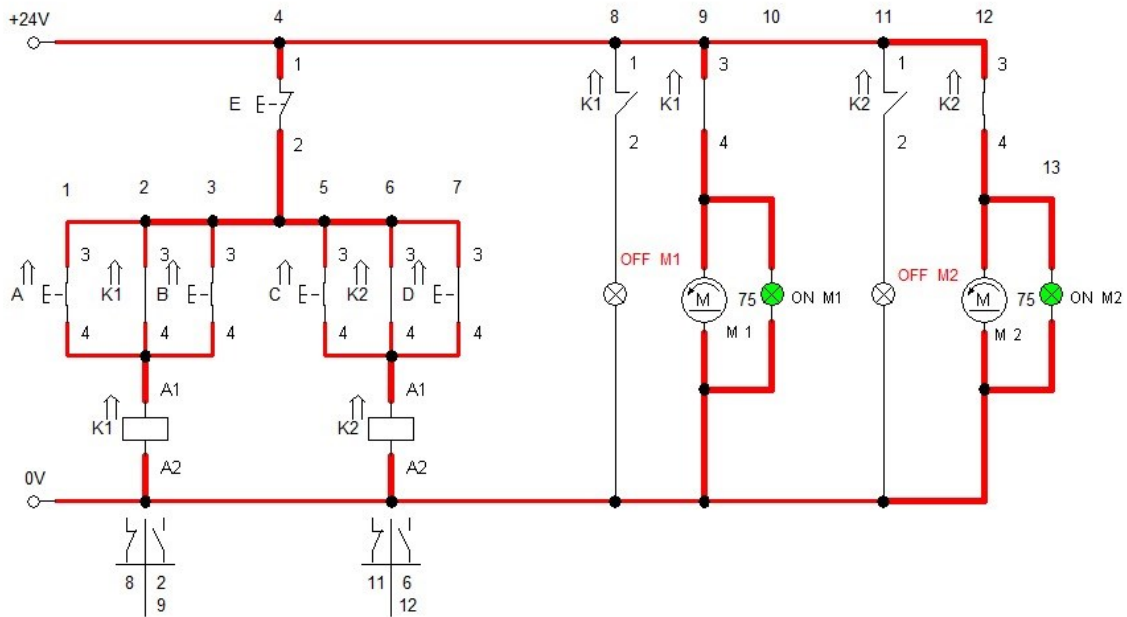 +24V 4 8 9 10 11 12
1 1 3 1 3
E K1 K1 K2 K2
2 2 4 2 4
13
1 2 3 5 6 7
3 3 3 3 3 3
A K1 B C K2 D
OFF M1 OFF M2
M 75 ON M1 M 75 ON M2
4 4 4 4 4 4
M 1 M 2
A1 A1
K1 K2
A2 A2
0V
8 2 11 6
9 12